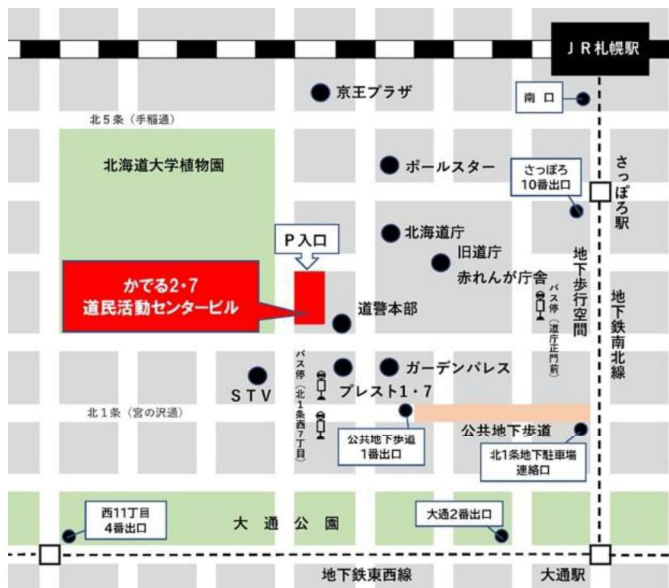 JR札幌駅
京王プラザ
南口
北5条（手稲通）
北海道大学植物園
ポールスター
さっぽろ
10番出口
さっぽろ駅
P入口
北海道庁
旧道庁
赤れんが庁舎
地下歩行空間
かでる2・7
道民活動センタービル
道警本部
バス停（道庁正門前）
地下鉄南北線
バス停（北1条西7丁目）
ガーデンパレス
STV
プレスト1・7
北1条（宮の沢通）
公共地下歩道
1番出口
公共地下歩道
北1条地下駐車場
連絡口
西11丁目
4番出口
大通公園
大通2番出口
地下鉄東西線
大通駅